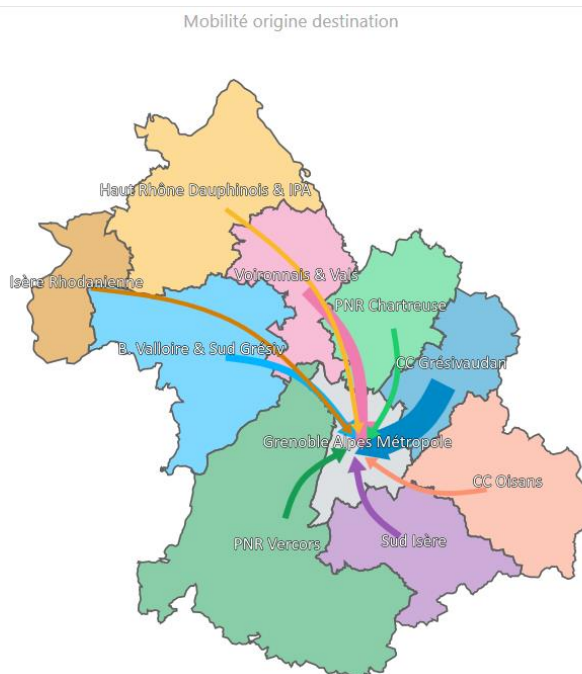 Mobilité origine destination
Haut Rhône Dauphinois & IPA
Isère Rhodanienne
Voironnais & Vals
PNR Chartreuse
B. Valloire & Sud Grésiv
CC Grésivaudan
Grenoble Alpes Métropole
CC Oisans
PNR Vercors
Sud Isère